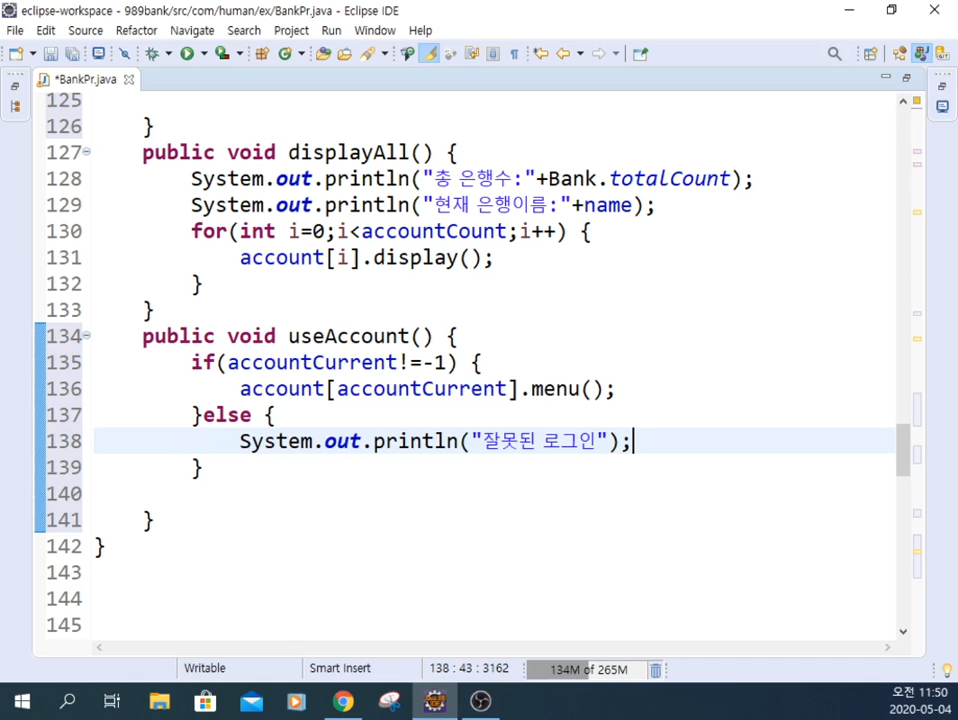 eclipse-workspace - 989bank/src/com/human/ex/BankPr.java - Eclipse IDE
File Edit Source Refactor Navigate Search Project Run Window Help
*BankPr.java
125
126 }
127 public void displayAll() {
128 System.out.println("총 은행수:"+Bank.totalCount);
129 System.out.println("현재 은행이름:"+name);
130 for(int i=0;i<accountCount;i++) {
131 account[i].display();
132 }
133 }
134 public void useAccount() {
135 if(accountCurrent!=-1) {
136 account[accountCurrent].menu();
137 }else {
138 System.out.println("잘못된 로그인");
139 }
140
141 }
142 }
143
144
145
Writable Smart Insert 138 : 43 : 3162 134M of 265M
오전 11:50
2020-05-04